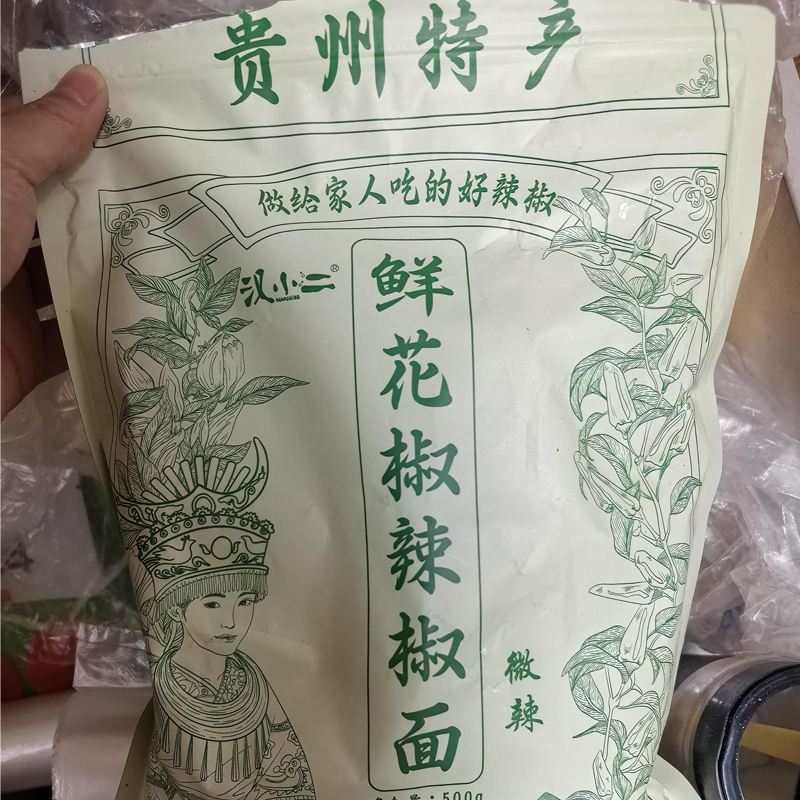 贵州特产
做给家人吃的好辣椒
汉小二®
鲜花椒辣椒面
微辣
500g